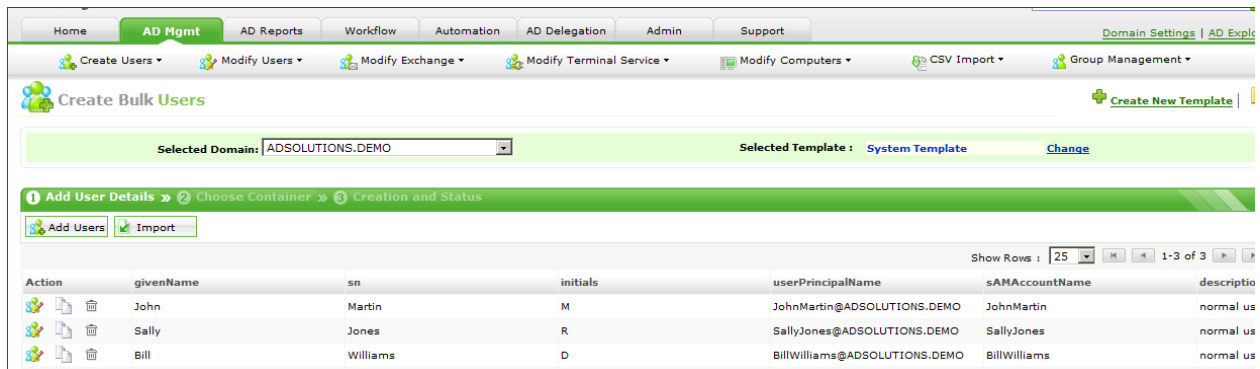 Home AD Mgmt AD Reports Workflow Automation AD Delegation Admin Support
Domain Settings | AD Explo
Create Users Modify Users Modify Exchange Modify Terminal Service Modify Computers CSV Import Group Management
Create Bulk Users
Create New Template |
Selected Domain: ADSOLUTIONS.DEMO Selected Template : System Template Change
1 Add User Details » 2 Choose Container » 3 Creation and Status
Add Users Import
Show Rows : 25 1-3 of 3
Action givenName sn initials userPrincipalName sAMAccountName descriptio
John Martin M JohnMartin@ADSOLUTIONS.DEMO JohnMartin normal us
Sally Jones R SallyJones@ADSOLUTIONS.DEMO SallyJones normal us
Bill Williams D BillWilliams@ADSOLUTIONS.DEMO BillWilliams normal us